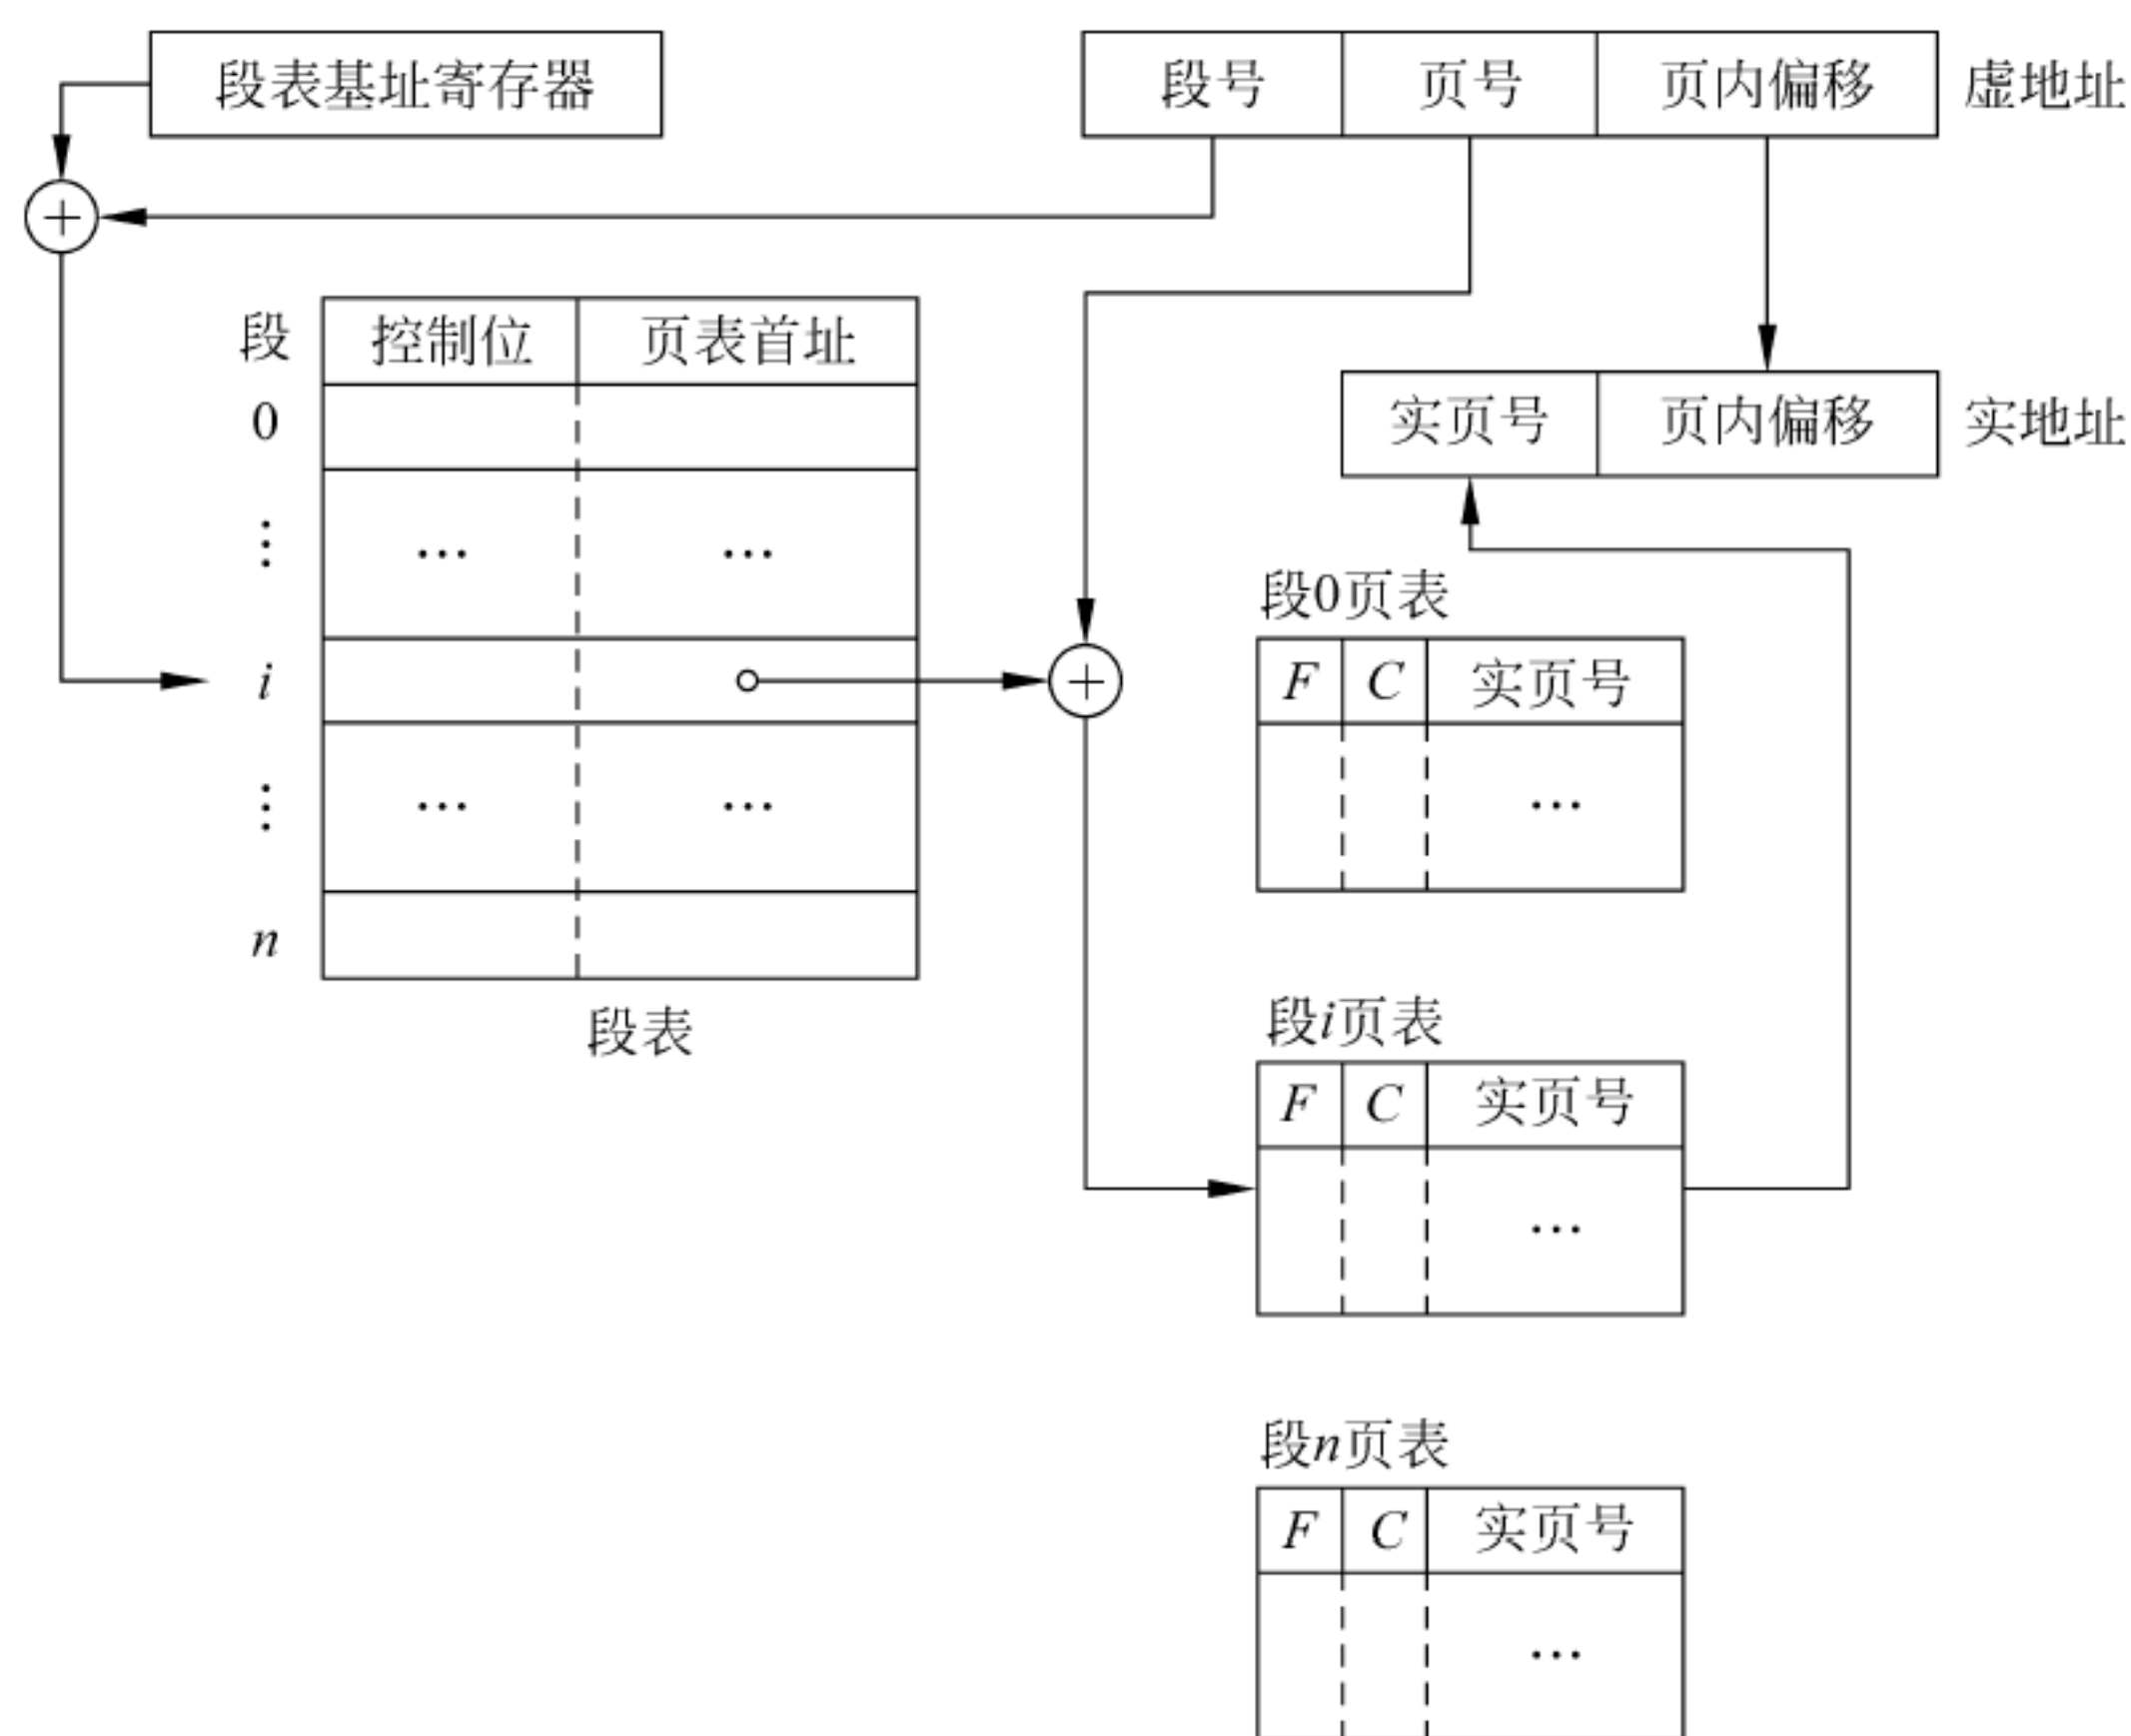 段表基址寄存器
段号 页号 页内偏移 虚地址
段 控制位 页表首址
0
⋮ … …
i
⋮ … …
n
段表
实页号 页内偏移 实地址
段0页表
F C 实页号
…
段i页表
F C 实页号
…
段n页表
F C 实页号
…